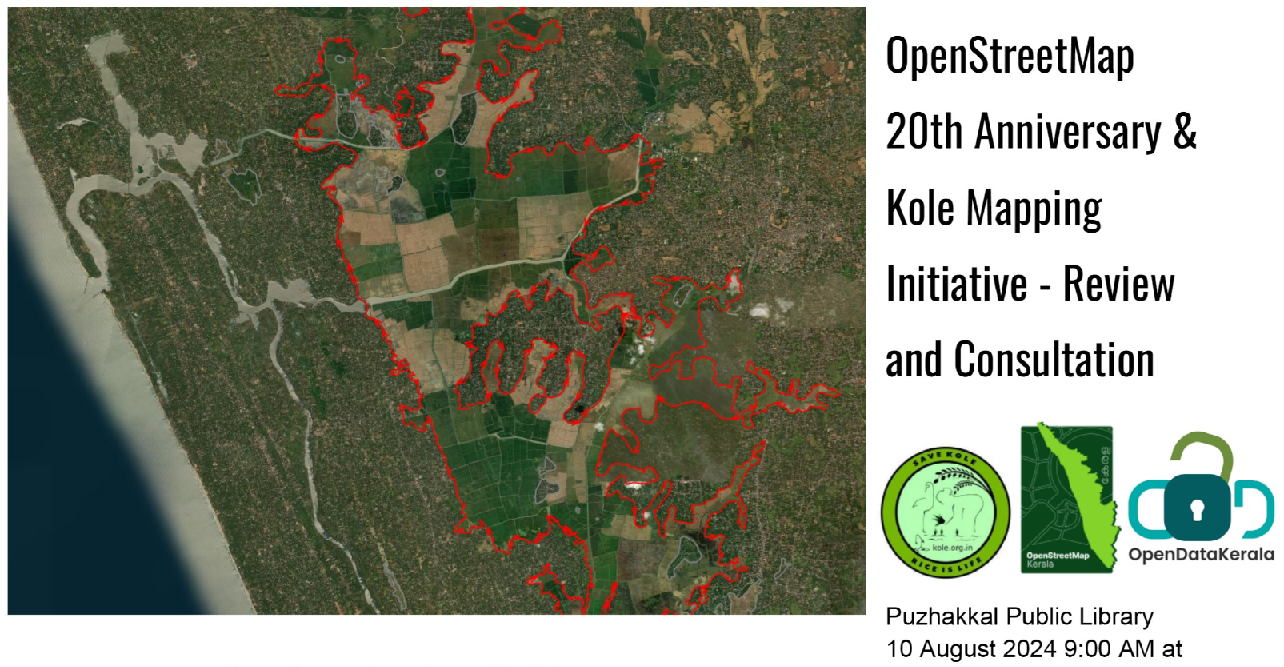 OpenStreetMap
20th Anniversary &
Kole Mapping
Initiative - Review
and Consultation
SAVE KOLE
kole.org.in
RICE IS LIFE
OpenStreetMap
Kerala
OpenDataKerala
Puzhakkal Public Library
10 August 2024 9:00 AM at